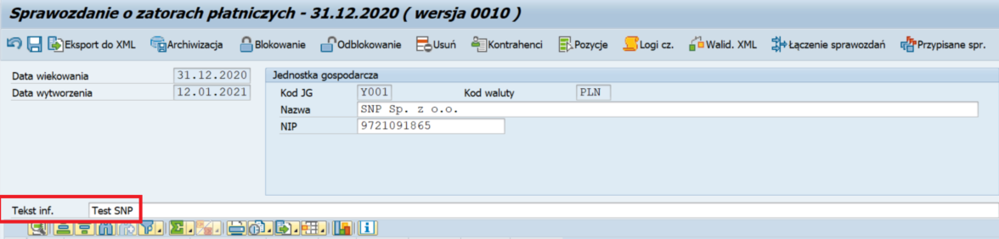 Sprawozdanie o zatorach płatniczych - 31.12.2020 ( wersja 0010 )
Eksport do XML Archiwizacja Blokowanie Odblokowanie Usuń Kontrahenci Pozycje Logi cz. Walid. XML Łączenie sprawozdań Przypisane spr.
Data wiekowania 31.12.2020 Jednostka gospodarcza
Data wytworzenia 12.01.2021 Kod JG Y001 Kod waluty PLN
Nazwa SNP Sp. z o.o.
NIP 9721091865
Tekst inf. Test SNP